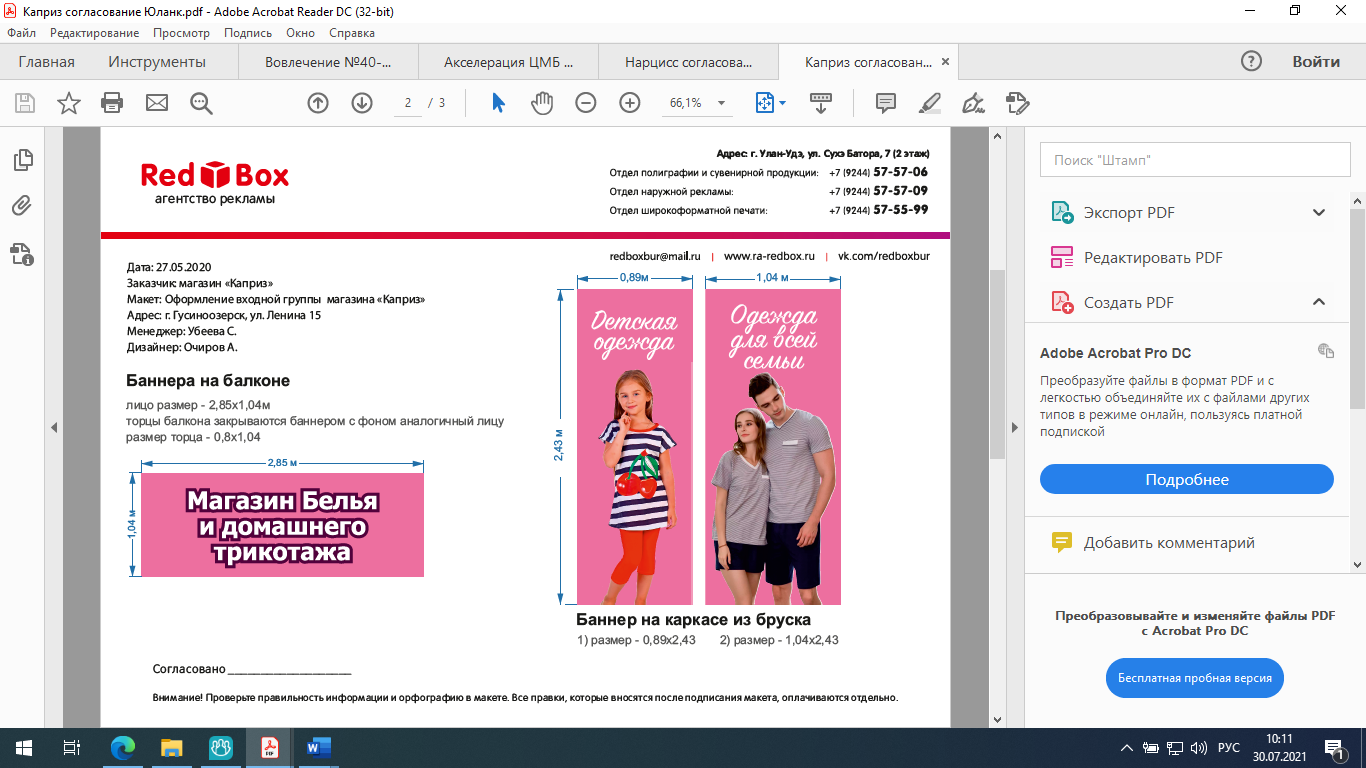 Каприз согласование Юланк.pdf - Adobe Acrobat Reader DC (32-bit)
Файл Редактирование Просмотр Подпись Окно Справка
Главная Инструменты Вовлечение №40-... Акселерация ЦМБ ... Нарцисс согласова... Каприз согласован... × Войти
2 / 3 66,1%
Red Box
агентство рекламы
Адрес: г. Улан-Удэ, ул. Сухэ Батора, 7 (2 этаж)
Отдел полиграфии и сувенирной продукции: +7 (9244) 57-57-06
Отдел наружной рекламы: +7 (9244) 57-57-09
Отдел широкоформатной печати: +7 (9244) 57-55-99
redboxbur@mail.ru | www.ra-redbox.ru | vk.com/redboxbur
Дата: 27.05.2020
Заказчик: магазин «Каприз»
Макет: Оформление входной группы магазина «Каприз»
Адрес: г. Гусиноозерск, ул. Ленина 15
Менеджер: Убеева С.
Дизайнер: Очиров А.
Баннера на балконе
лицо размер - 2,85х1,04м
торцы балкона закрываются баннером с фоном аналогичный лицу
размер торца - 0,8х1,04
2,85 м
1,04 м
Магазин Белья
и домашнего
трикотажа
0,89м
1,04 м
2,43 м
Детская
одежда
Одежда
для всей
семьи
Баннер на каркасе из бруска
1) размер - 0,89х2,43 2) размер - 1,04х2,43
Согласовано ____________________
Внимание! Проверьте правильность информации и орфографию в макете. Все правки, которые вносятся после подписания макета, оплачиваются отдельно.
Поиск "Штамп"
Экспорт PDF
Редактировать PDF
Создать PDF
Adobe Acrobat Pro DC
Преобразуйте файлы в формат PDF и с
легкостью объединяйте их с файлами других
типов в режиме онлайн, пользуясь платной
подпиской
Подробнее
Добавить комментарий
Преобразовывайте и изменяйте файлы PDF
с Acrobat Pro DC
Бесплатная пробная версия
РУС
10:11
30.07.2021
1